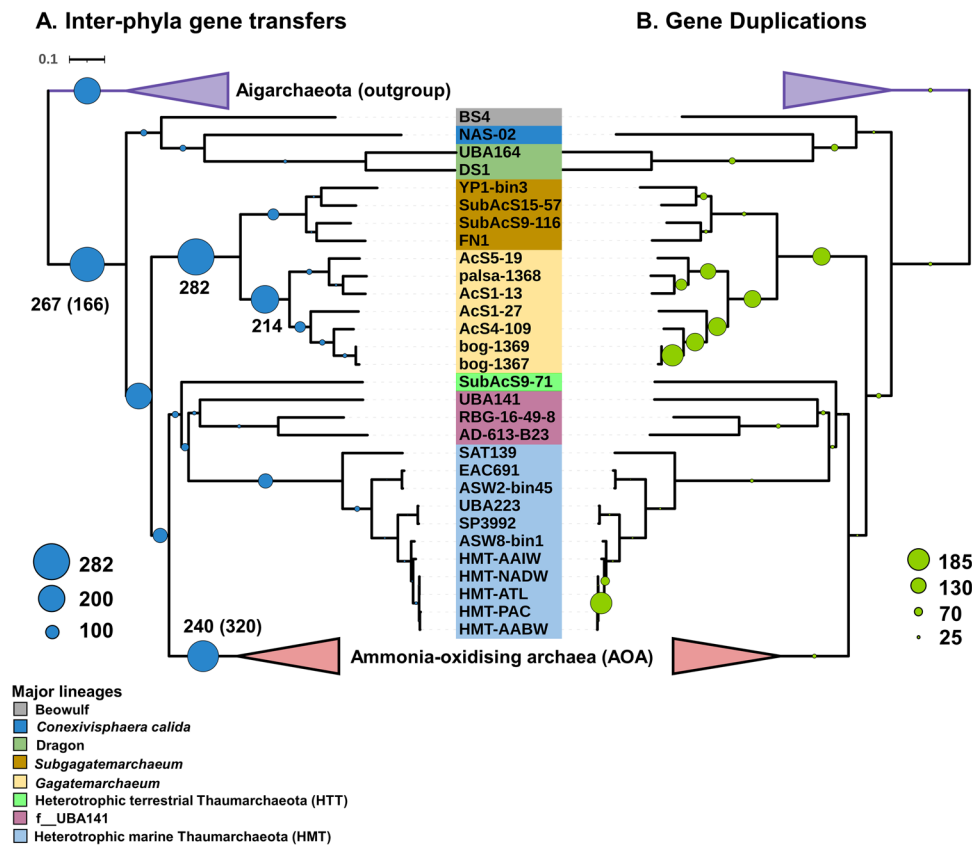 A. Inter-phyla gene transfers
B. Gene Duplications
0.1
Aigarchaeota (outgroup)
BS4
NAS-02
UBA164
DS1
YP1-bin3
SubAcS15-57
SubAcS9-116
FN1
AcS5-19
palsa-1368
AcS1-13
AcS1-27
AcS4-109
bog-1369
bog-1367
SubAcS9-71
UBA141
RBG-16-49-8
AD-613-B23
SAT139
EAC691
ASW2-bin45
UBA223
SP3992
ASW8-bin1
HMT-AAIW
HMT-NADW
HMT-ATL
HMT-PAC
HMT-AABW
267 (166)
282
214
240 (320)
Ammonia-oxidising archaea (AOA)
282
200
100
185
130
70
25
Major lineages
Beowulf
Conexivisphaera calida
Dragon
Subgagatemarchaeum
Gagatemarchaeum
Heterotrophic terrestrial Thaumarchaeota (HTT)
f__UBA141
Heterotrophic marine Thaumarchaeota (HMT)